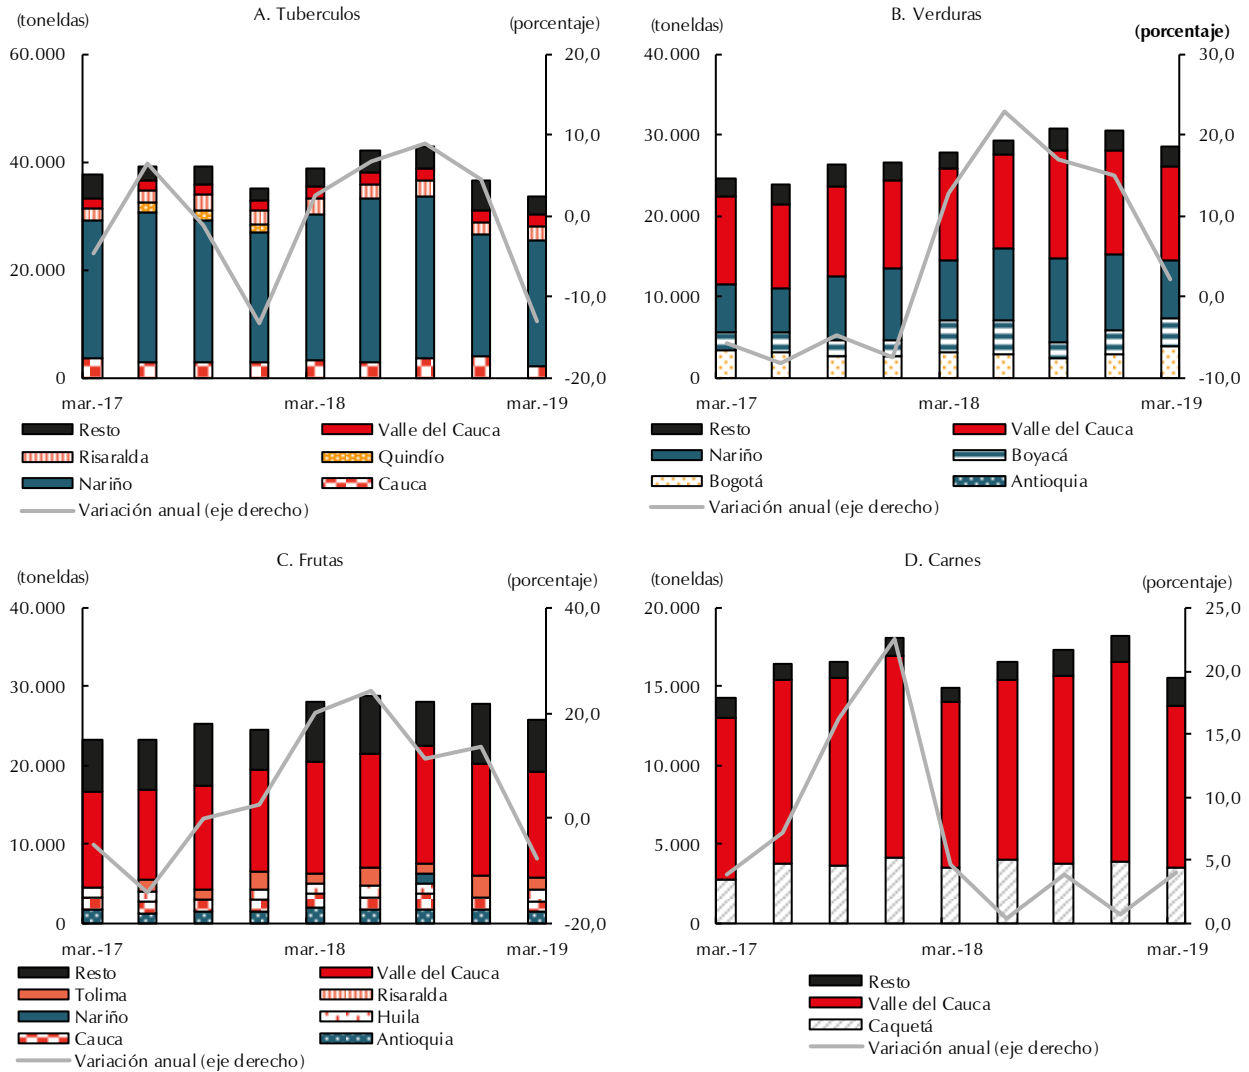 A. Tuberculos
(toneldas)
(porcentaje)
60.000
40.000
20.000
0
20,0
10,0
0,0
-10,0
-20,0
mar.-17
mar.-18
mar.-19
Resto
Valle del Cauca
Risaralda
Quindío
Nariño
Cauca
Variación anual (eje derecho)
B. Verduras
(toneldas)
(porcentaje)
40.000
30.000
20.000
10.000
0
30,0
20,0
10,0
0,0
-10,0
mar.-17
mar.-18
mar.-19
Resto
Valle del Cauca
Nariño
Boyacá
Bogotá
Antioquia
Variación anual (eje derecho)
C. Frutas
(toneldas)
(porcentaje)
40.000
30.000
20.000
10.000
0
40,0
20,0
0,0
-20,0
mar.-17
mar.-18
mar.-19
Resto
Valle del Cauca
Tolima
Risaralda
Nariño
Huila
Cauca
Antioquia
Variación anual (eje derecho)
D. Carnes
(toneldas)
(porcentaje)
20.000
15.000
10.000
5.000
0
25,0
20,0
15,0
10,0
5,0
0,0
mar.-17
mar.-18
mar.-19
Resto
Valle del Cauca
Caquetá
Variación anual (eje derecho)